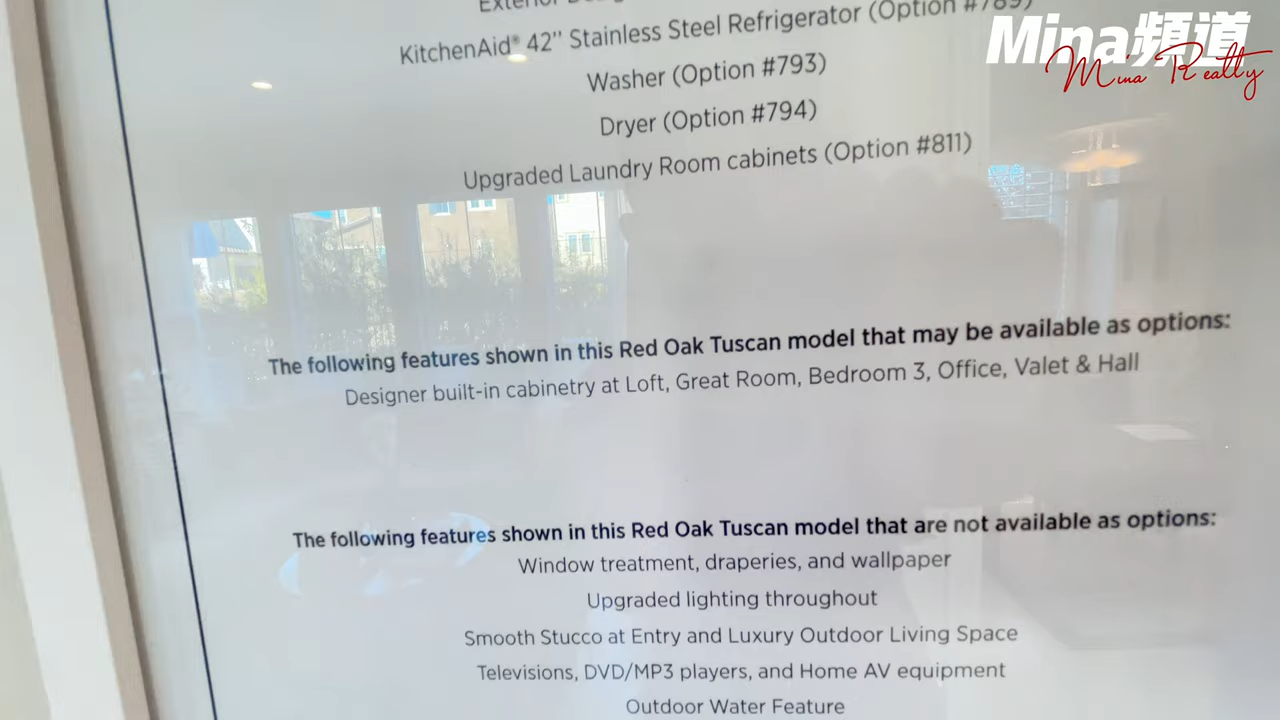 Exterior
KitchenAid® 42" Stainless Steel Refrigerator (Option #789)
Washer (Option #793)
Dryer (Option #794)
Upgraded Laundry Room cabinets (Option #811)
The following features shown in this Red Oak Tuscan model that may be available as options:
Designer built-in cabinetry at Loft, Great Room, Bedroom 3, Office, Valet & Hall
The following features shown in this Red Oak Tuscan model that are not available as options:
Window treatment, draperies, and wallpaper
Upgraded lighting throughout
Smooth Stucco at Entry and Luxury Outdoor Living Space
Televisions, DVD/MP3 players, and Home AV equipment
Outdoor Water Feature
Mina頻道
Mina Realty